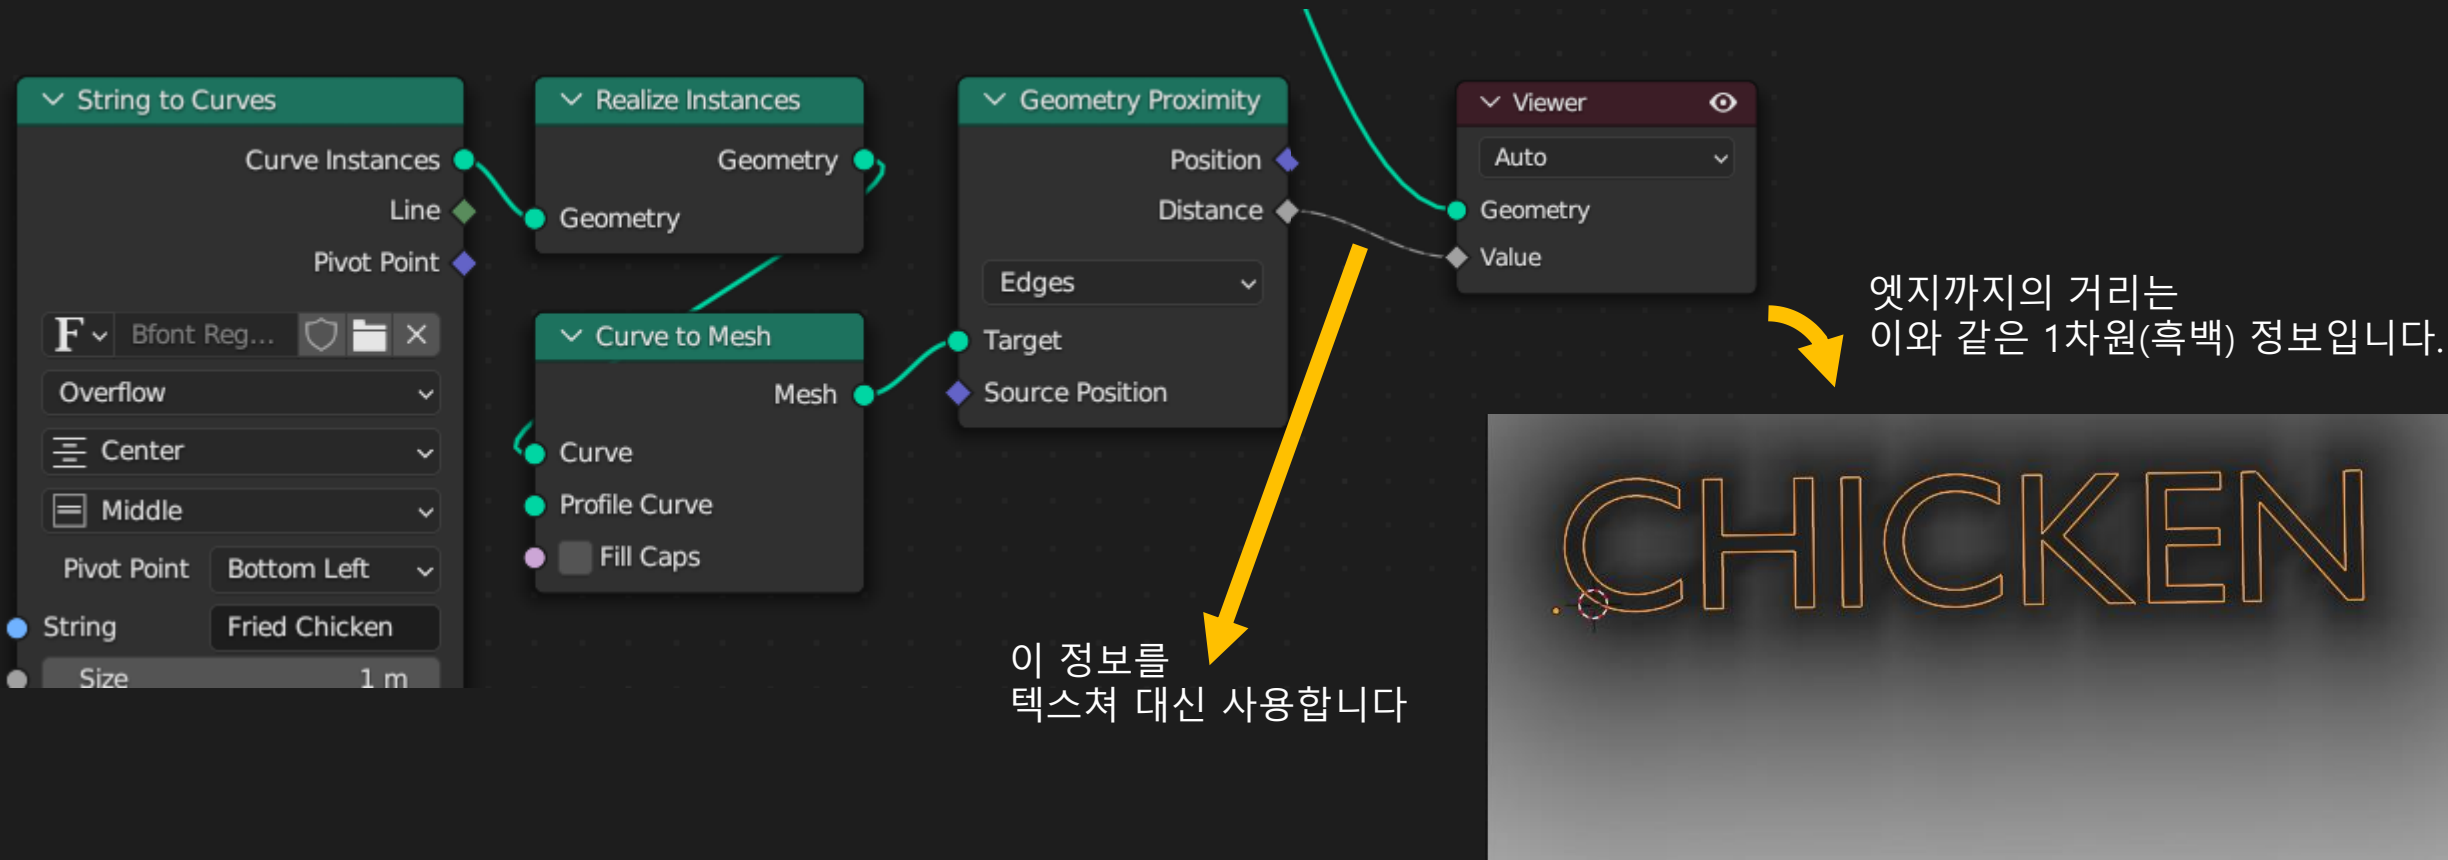 String to Curves
Curve Instances
Line
Pivot Point
F
Bfont Reg...
Overflow
Center
Middle
Pivot Point Bottom Left
String Fried Chicken
Size 1 m
Realize Instances
Geometry
Geometry
Curve to Mesh
Mesh
Curve
Profile Curve
Fill Caps
Geometry Proximity
Position
Distance
Edges
Target
Source Position
Viewer
Auto
Geometry
Value
엣지까지의 거리는
이와 같은 1차원(흑백) 정보입니다.
이 정보를
텍스쳐 대신 사용합니다
CHICKEN